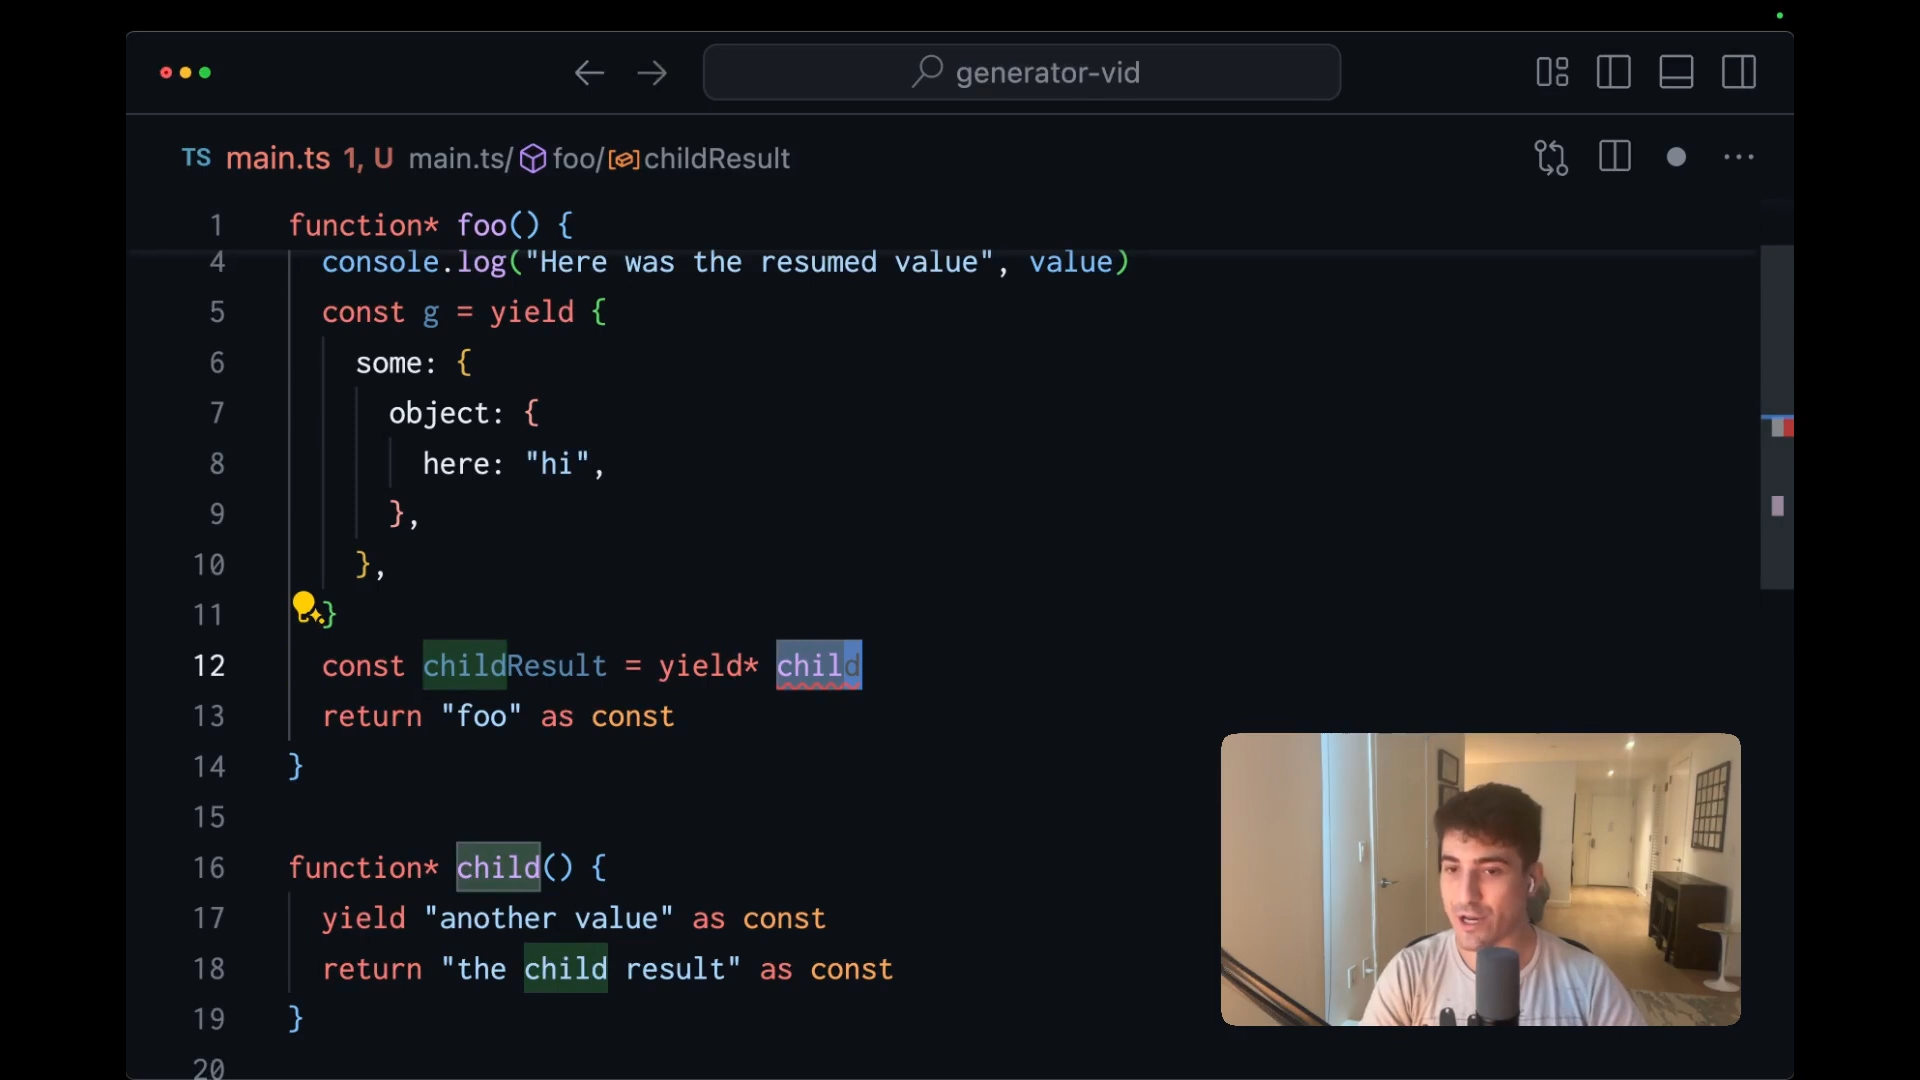 generator-vid
TS main.ts 1, U main.ts/foo/childResult
1 function* foo() {
4 console.log("Here was the resumed value", value)
5 const g = yield {
6 some: {
7 object: {
8 here: "hi",
9 },
10 },
11 }
12 const childResult = yield* child
13 return "foo" as const
14 }
15
16 function* child() {
17 yield "another value" as const
18 return "the child result" as const
19 }
20